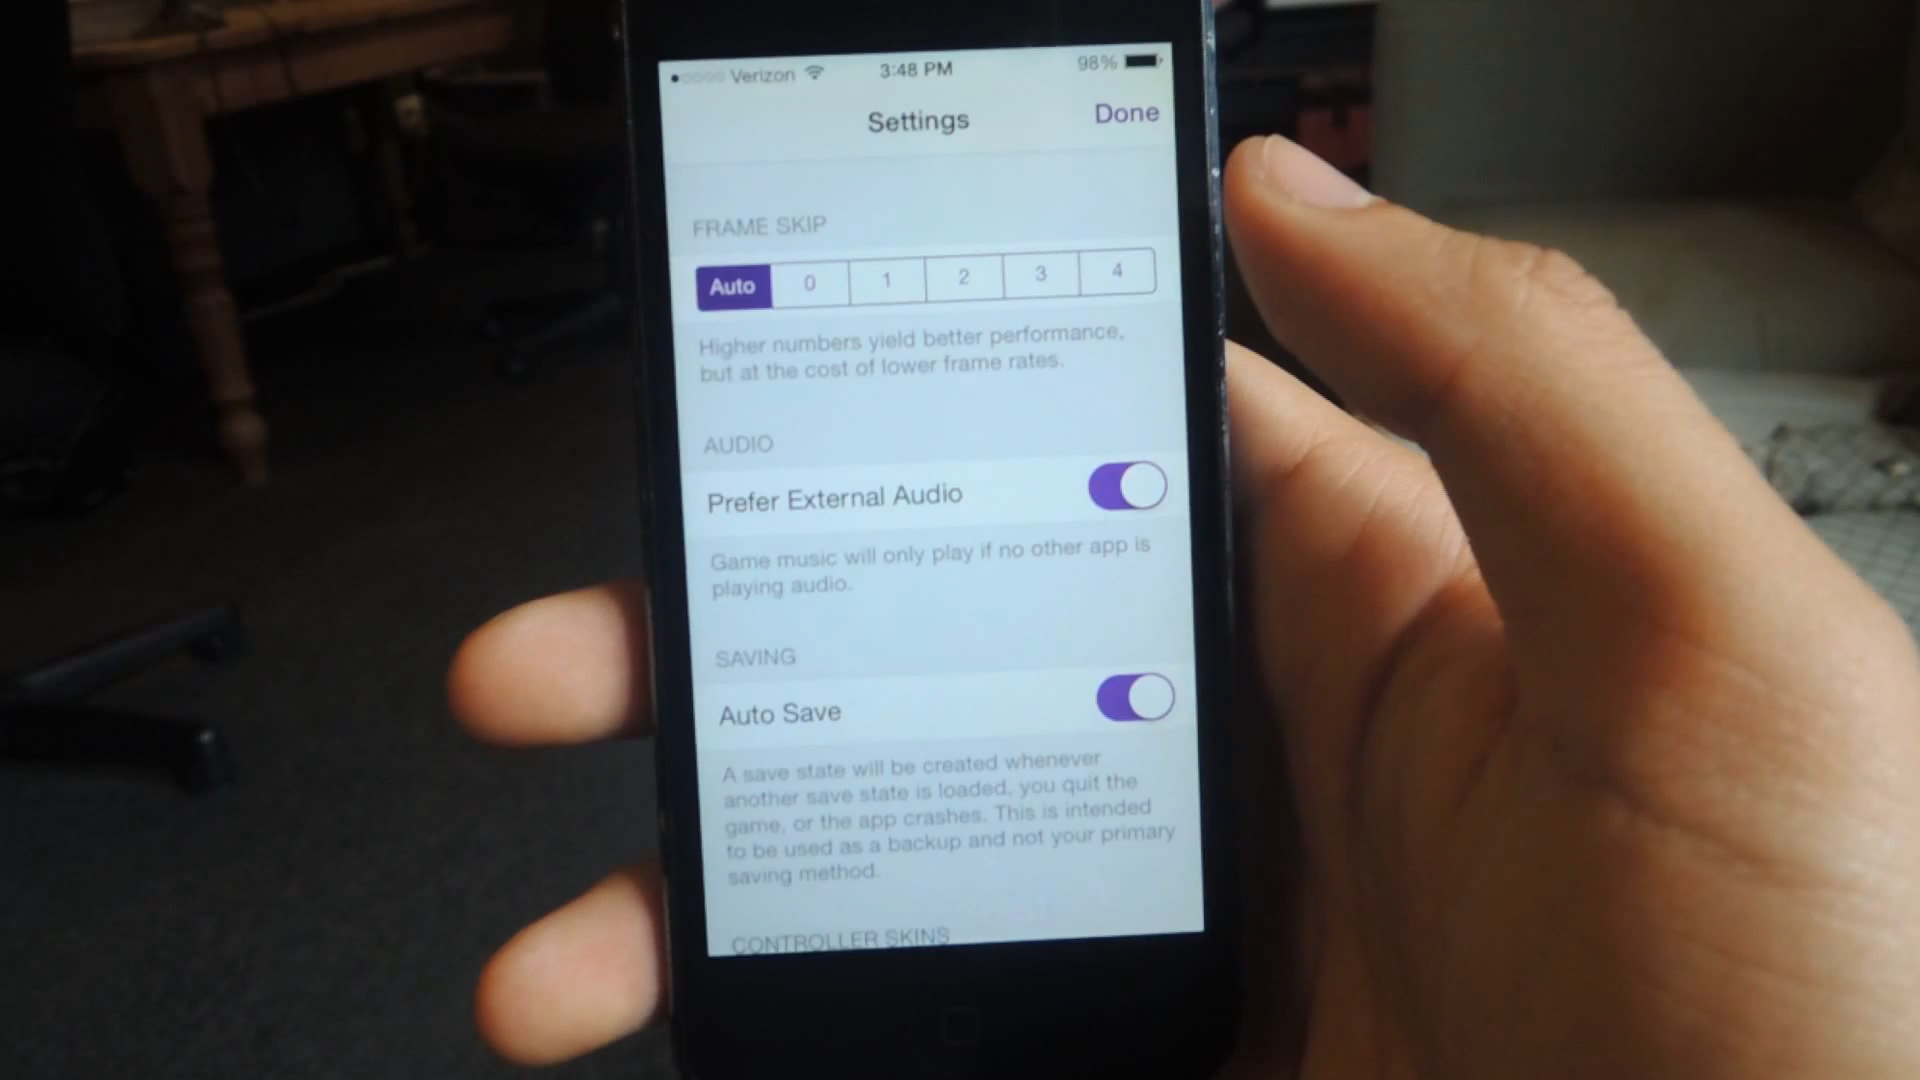 Verizon 3:48 PM 98%
Settings Done
FRAME SKIP
Auto 0 1 2 3 4
Higher numbers yield better performance,
but at the cost of lower frame rates.
AUDIO
Prefer External Audio
Game music will only play if no other app is
playing audio.
SAVING
Auto Save
A save state will be created whenever
another save state is loaded, you quit the
game, or the app crashes. This is intended
to be used as a backup and not your primary
saving method.
CONTROLLER SKINS